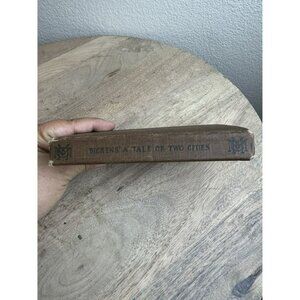 DICKENS' A TALE OF TWO CITIES